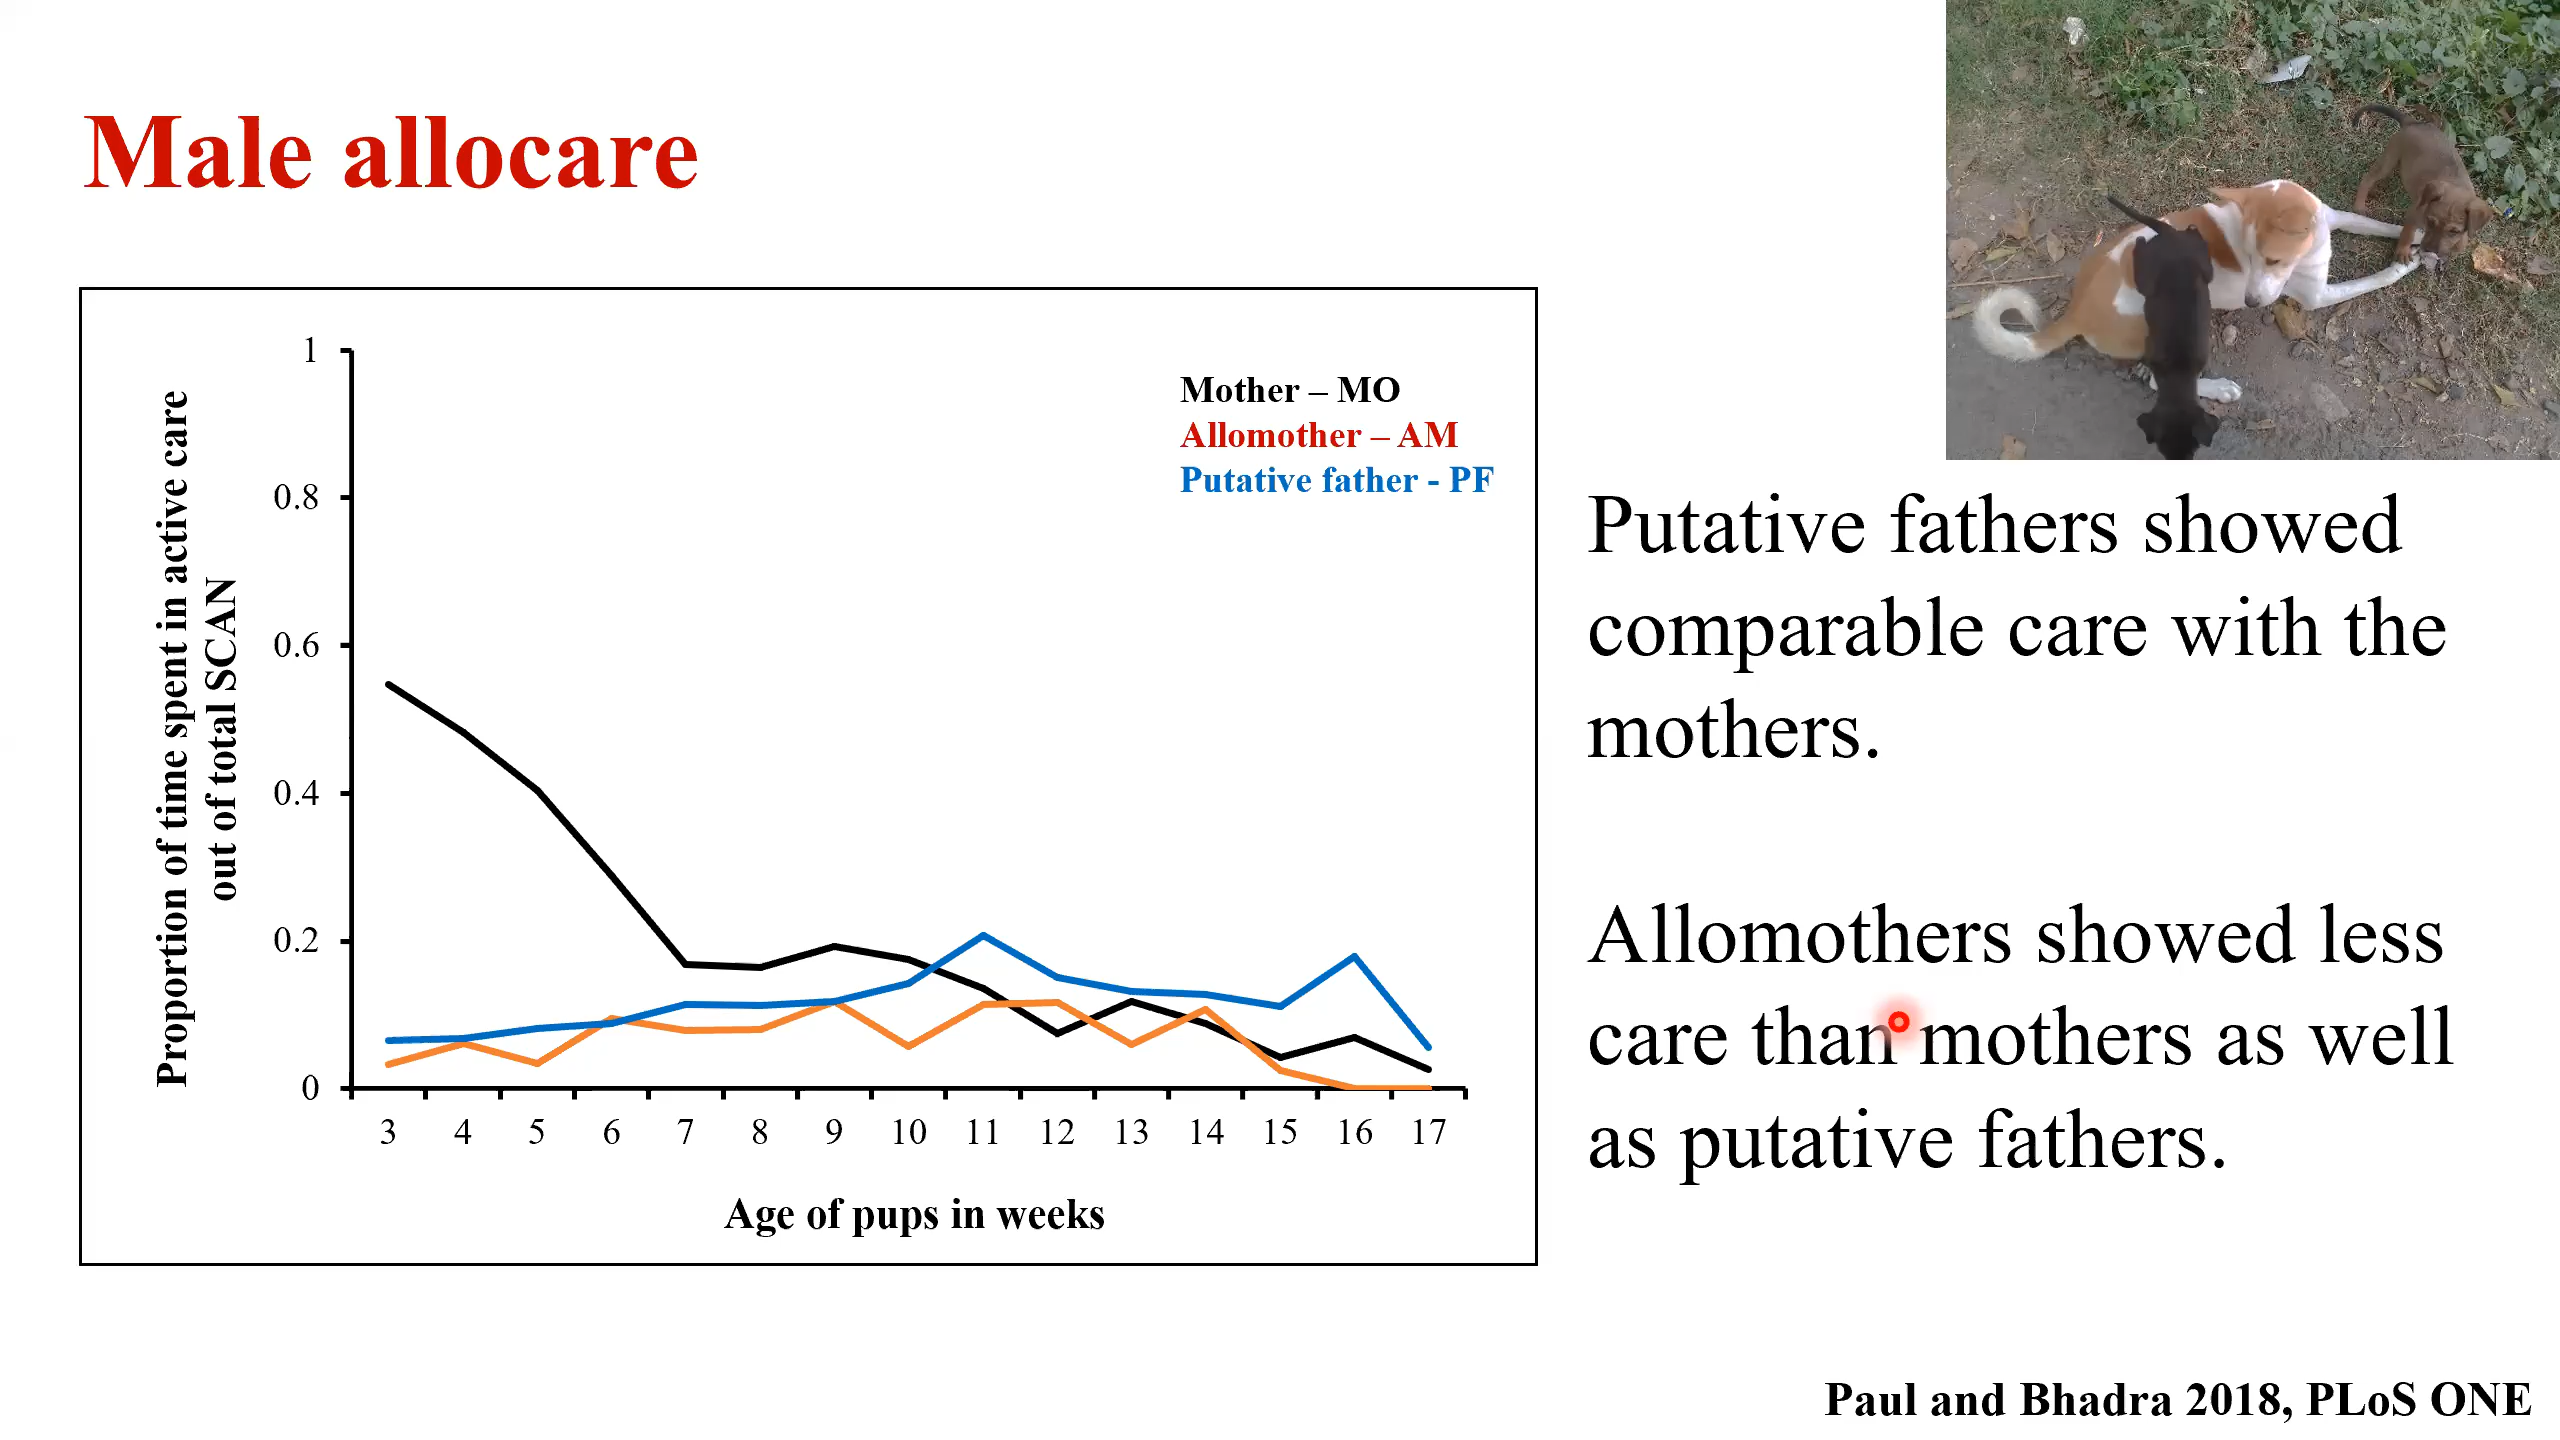 Male allocare
Proportion of time spent in active care
out of total SCAN
1
0.8
0.6
0.4
0.2
0
Mother – MO
Allomother – AM
Putative father - PF
3 4 5 6 7 8 9 10 11 12 13 14 15 16 17
Age of pups in weeks
Putative fathers showed
comparable care with the
mothers.
Allomothers showed less
care than mothers as well
as putative fathers.
Paul and Bhadra 2018, PLoS ONE